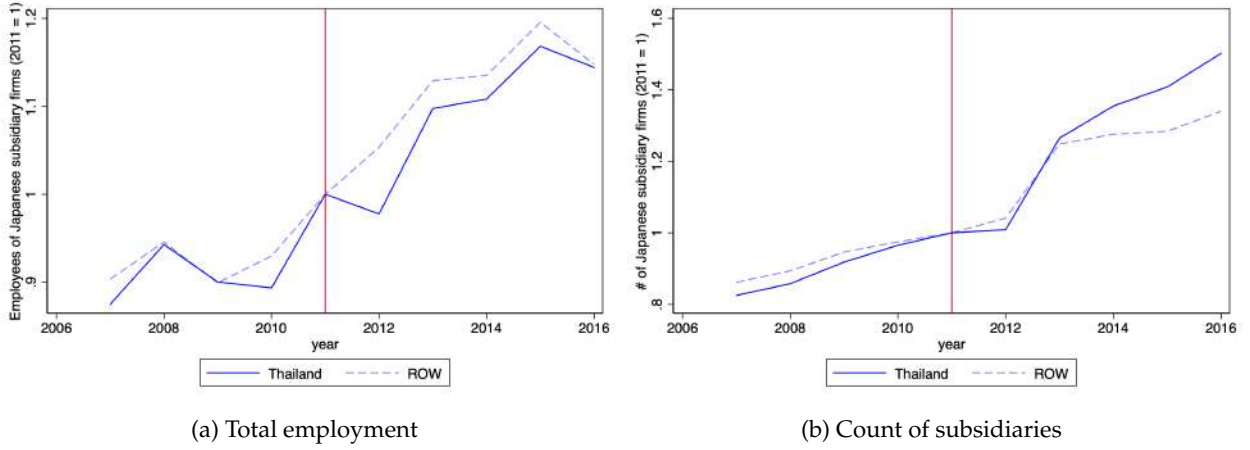 Employees of Japanese subsidiary firms (2011 = 1)
1.2
1.1
1
.9
2006 2008 2010 2012 2014 2016
year
Thailand ROW
(a) Total employment
# of Japanese subsidiary firms (2011 = 1)
1.6
1.4
1.2
1
.8
2006 2008 2010 2012 2014 2016
year
Thailand ROW
(b) Count of subsidiaries